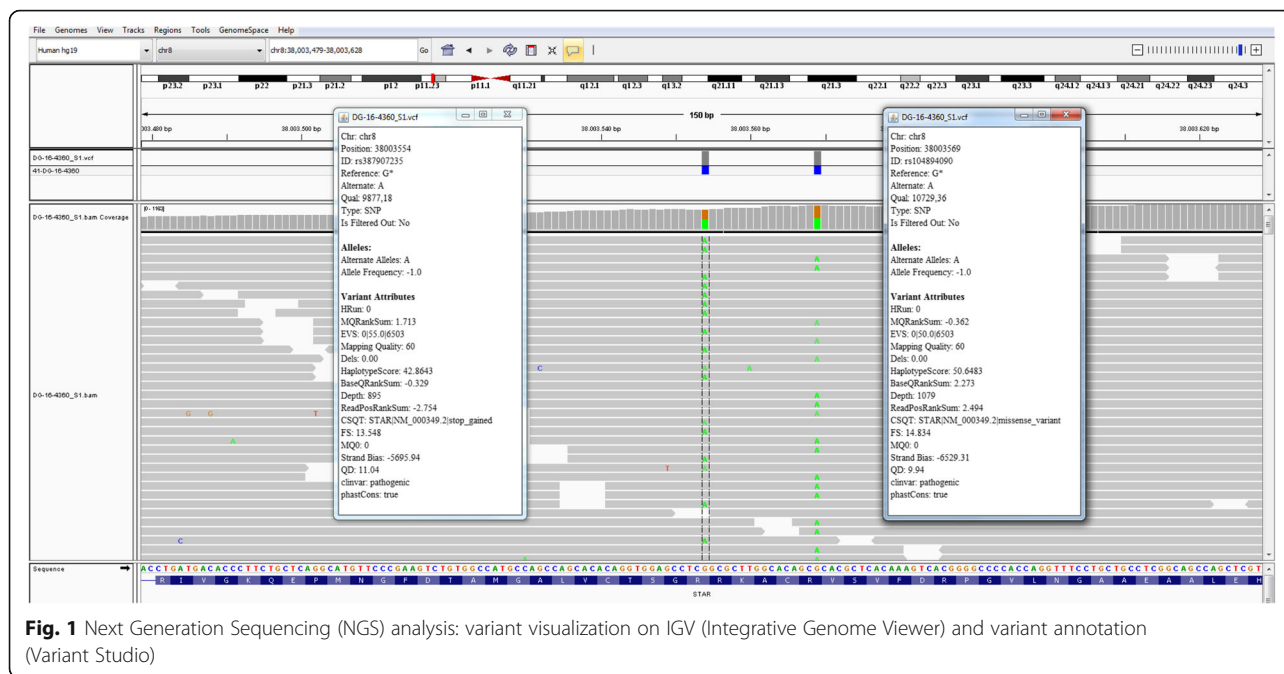 File Genomes View Tracks Regions Tools GenomeSpace Help
Human hg19 chr8 chr8:38,003,479-38,003,628 Go
p23.2 p23.1 p22 p21.3 p21.2 p12 p11.23 p11.1 q11.21 q12.1 q12.3 q13.2 q21.11 q21.13 q21.3 q22.1 q22.2 q22.3 q23.1 q23.3 q24.12 q24.13 q24.21 q24.22 q24.23 q24.3
150 bp
38.003.500 bp 38.003.540 bp 38.003.560 bp 38.003.620 bp
DG-16-4360_S1.vcf
41-DG-16-4360
DG-16-4360_S1.bam Coverage
[0 - 1163]
DG-16-4360_S1.bam
DG-16-4360_S1.vcf
Chr: chr8
Position: 38003554
ID: rs387907235
Reference: G*
Alternate: A
Qual: 9877,18
Type: SNP
Is Filtered Out: No
Alleles:
Alternate Alleles: A
Allele Frequency: -1.0
Variant Attributes
HRun: 0
MQRankSum: 1.713
EVS: 0|55.0|6503
Mapping Quality: 60
Dels: 0.00
HaplotypeScore: 42.8643
BaseQRankSum: -0.329
Depth: 895
ReadPosRankSum: -2.754
CSQT: STAR|NM_000349.2|stop_gained
FS: 13.548
MQ0: 0
Strand Bias: -5695.94
QD: 11.04
clinvar: pathogenic
phastCons: true
DG-16-4360_S1.vcf
Chr: chr8
Position: 38003569
ID: rs104894090
Reference: G*
Alternate: A
Qual: 10729,36
Type: SNP
Is Filtered Out: No
Alleles:
Alternate Alleles: A
Allele Frequency: -1.0
Variant Attributes
HRun: 0
MQRankSum: -0.362
EVS: 0|50.0|6503
Mapping Quality: 60
Dels: 0.00
HaplotypeScore: 50.6483
BaseQRankSum: 2.273
Depth: 1079
ReadPosRankSum: 2.494
CSQT: STAR|NM_000349.2|missense_variant
FS: 14.834
MQ0: 0
Strand Bias: -6529.31
QD: 9.94
clinvar: pathogenic
phastCons: true
Sequence
ACCTGATGACACCCTTCTGCTCAGGCATGTTCCCGAAGTCTGTGGCCATGCCAGCCAGCACACAGGTGGAGCCTCGGCGCTTGGCACAGCGCACGCTCACAAAGTCACGGGGCCCCACCAGGTTTCCTGCTGCCTCGGCAGCCAGCTCGT
R I V G K Q E P M N G F D T A M G A L V C T S G R R K A C R V S V F D R P G V L N G A A E A A L E H
STAR
Fig. 1 Next Generation Sequencing (NGS) analysis: variant visualization on IGV (Integrative Genome Viewer) and variant annotation
(Variant Studio)